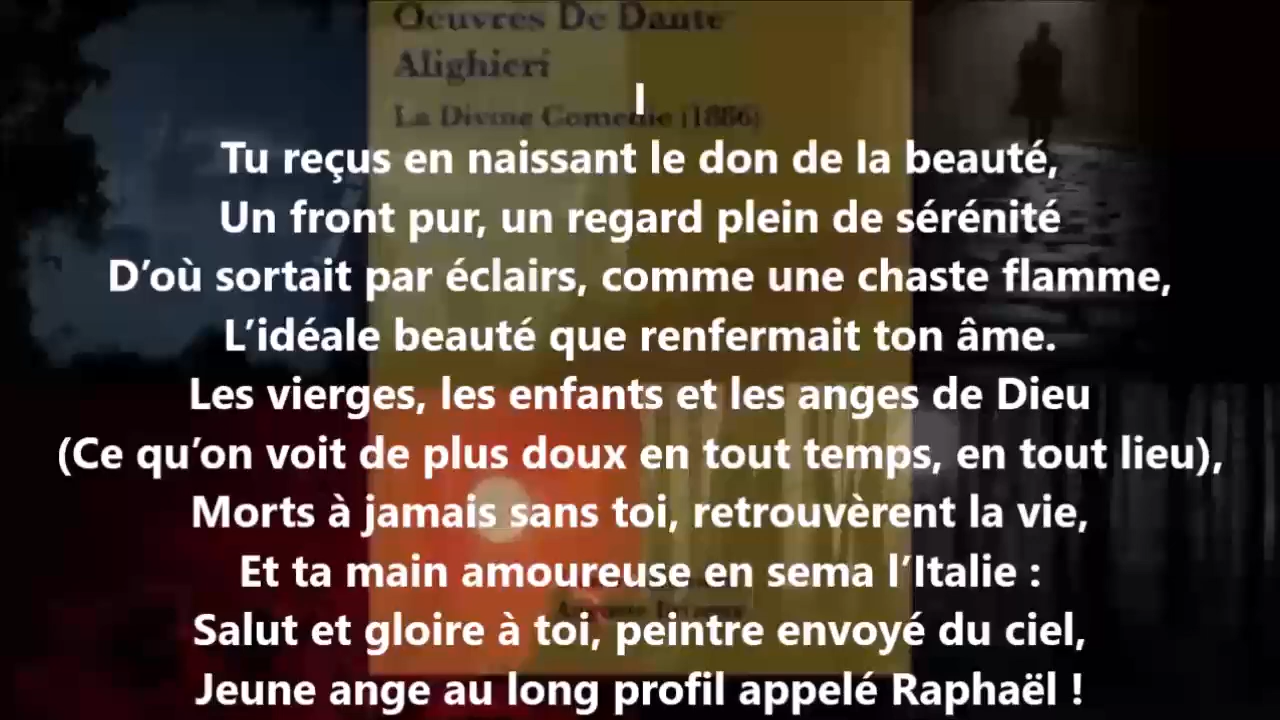 Oeuvres De Dante
Alighieri
I
La Divine Comedie (1886)
Tu reçus en naissant le don de la beauté,
Un front pur, un regard plein de sérénité
D’où sortait par éclairs, comme une chaste flamme,
L’idéale beauté que renfermait ton âme.
Les vierges, les enfants et les anges de Dieu
(Ce qu’on voit de plus doux en tout temps, en tout lieu),
Morts à jamais sans toi, retrouvèrent la vie,
Et ta main amoureuse en sema l’Italie :
Salut et gloire à toi, peintre envoyé du ciel,
Jeune ange au long profil appelé Raphaël !